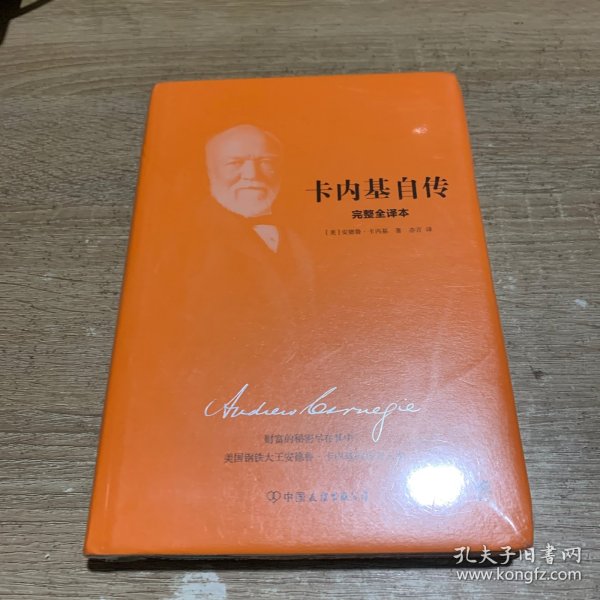 卡内基自传
完整全译本
[美]安德鲁·卡内基 著 亦言 译
Andrew Carnegie
财富的秘密尽在其中
美国钢铁大王安德鲁·卡内基
中国友谊出版公司
孔夫子旧书网
www.kongfz.com